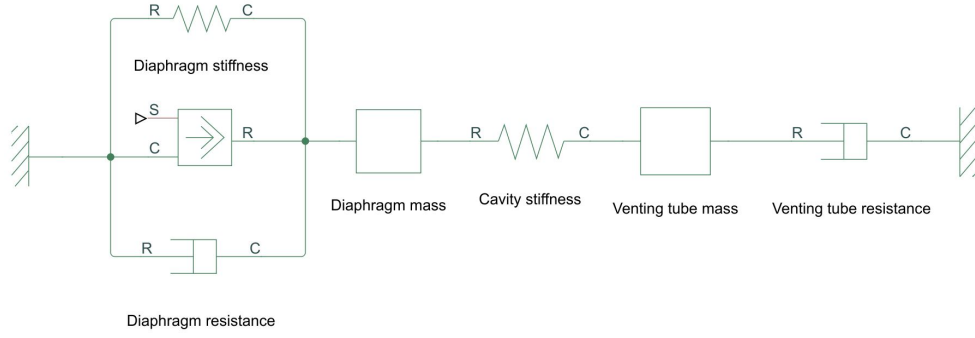 R C
Diaphragm stiffness
S
R
C
R C
Diaphragm mass
Cavity stiffness
Venting tube mass
R C
Venting tube resistance
R C
Diaphragm resistance